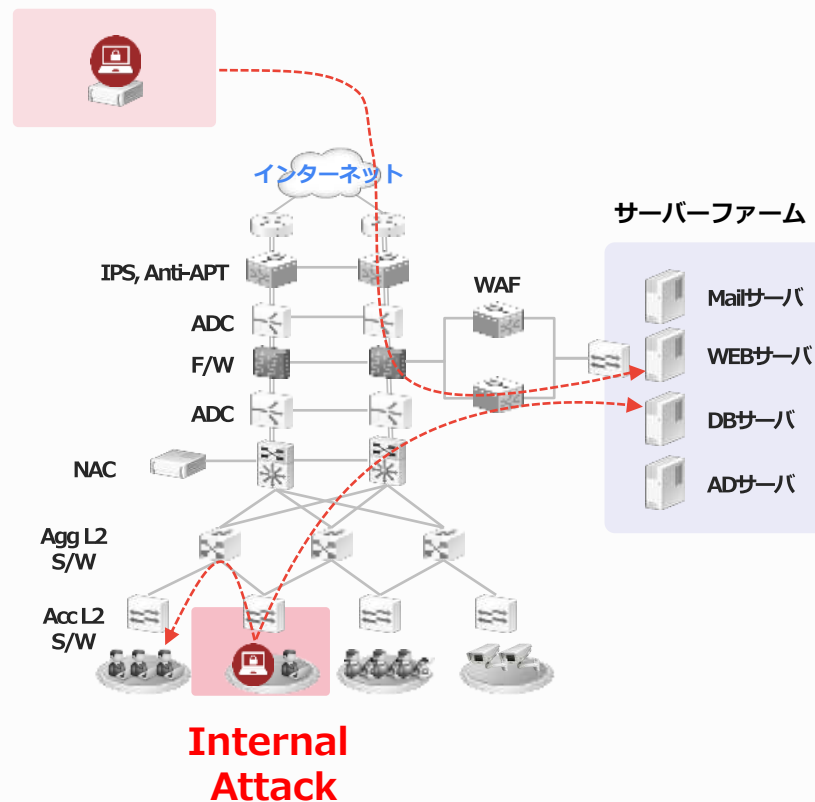 インターネット
サーバーファーム
IPS, Anti-APT
WAF
Mailサーバ
ADC
WEBサーバ
F/W
ADC
DBサーバ
NAC
ADサーバ
Agg L2
S/W
Acc L2
S/W
Internal
Attack